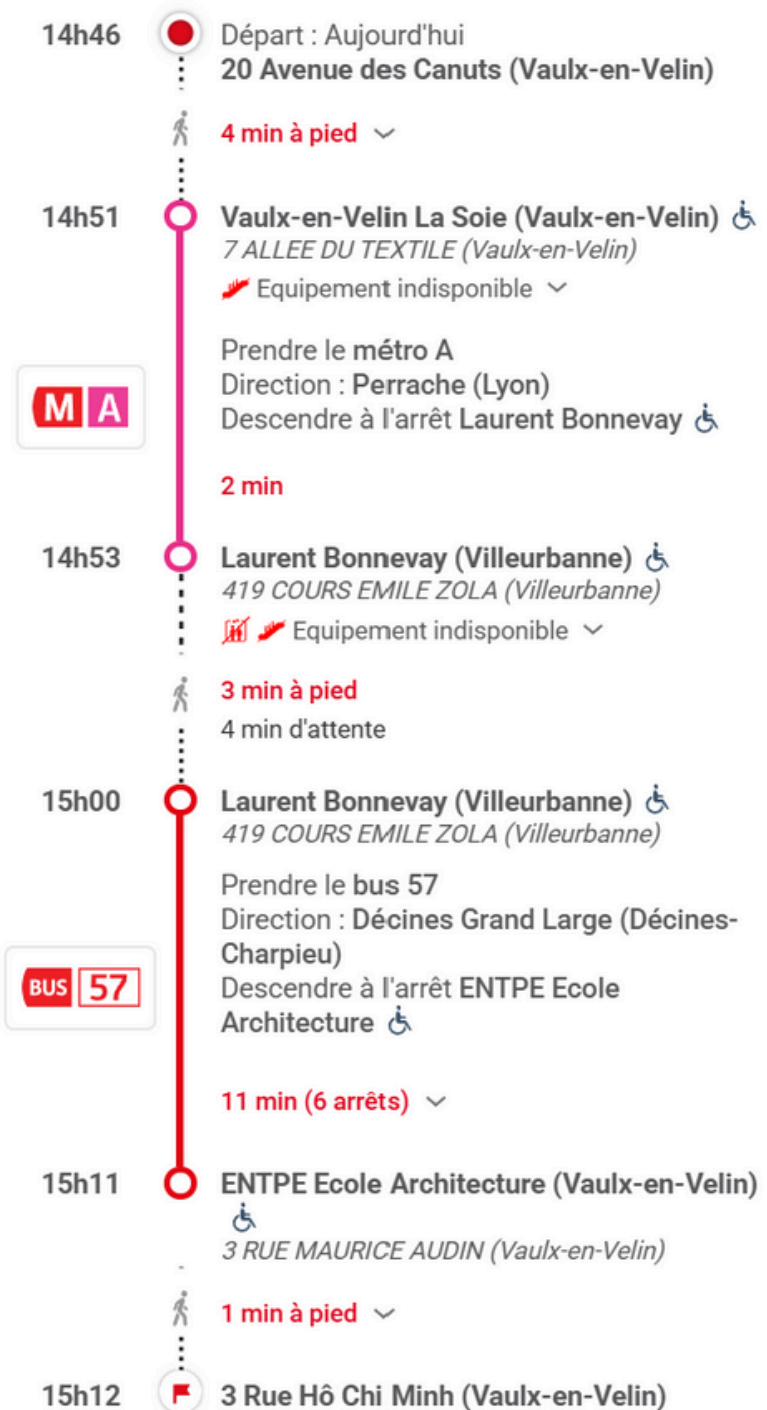 14h46
Départ : Aujourd'hui
20 Avenue des Canuts (Vaulx-en-Velin)
4 min à pied
14h51
Vaulx-en-Velin La Soie (Vaulx-en-Velin)
7 ALLEE DU TEXTILE (Vaulx-en-Velin)
Equipement indisponible
Prendre le métro A
Direction : Perrache (Lyon)
M A
Descendre à l'arrêt Laurent Bonnevay
2 min
14h53
Laurent Bonnevay (Villeurbanne)
419 COURS EMILE ZOLA (Villeurbanne)
Equipement indisponible
3 min à pied
4 min d'attente
15h00
Laurent Bonnevay (Villeurbanne)
419 COURS EMILE ZOLA (Villeurbanne)
Prendre le bus 57
Direction : Décines Grand Large (Décines-
Charpieu)
BUS 57
Descendre à l'arrêt ENTPE Ecole
Architecture
11 min (6 arrêts)
15h11
ENTPE Ecole Architecture (Vaulx-en-Velin)
3 RUE MAURICE AUDIN (Vaulx-en-Velin)
1 min à pied
15h12
3 Rue Hô Chi Minh (Vaulx-en-Velin)